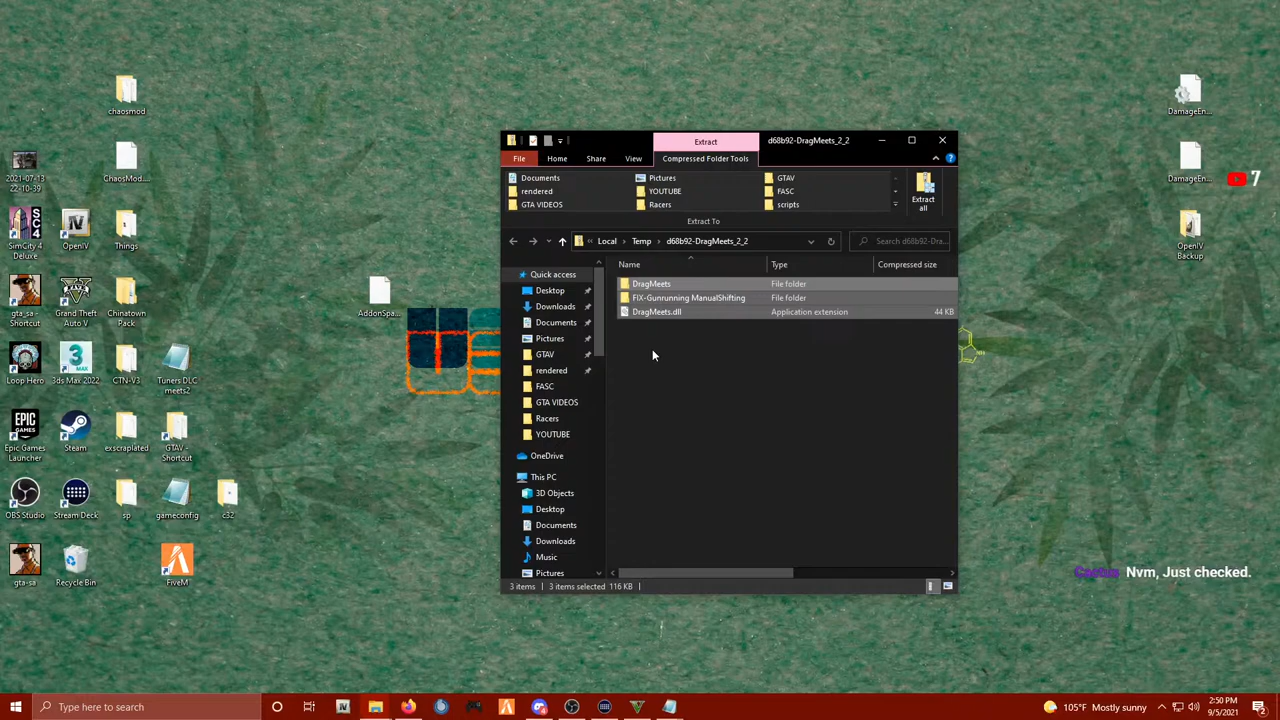 chaosmod
2021-07-13
22-10-39
ChaosMod....
SimCity 4
Deluxe
OpenIV
Things
gta_sa -
Shortcut
Grand Theft
Auto V
Chinatown
Pack
Loop Hero
3ds Max 2022
CTN-V3
Tuners DLC
meets2
Epic Games
Launcher
Steam
exscraplated
GTAV -
Shortcut
OBS Studio
Stream Deck
sp
gameconfig
c32
gta-sa
Recycle Bin
FiveM
AddonSpa...
Extract
d68b92-DragMeets_2_2
File
Home
Share
View
Compressed Folder Tools
Documents
Pictures
GTAV
rendered
YOUTUBE
FASC
GTA VIDEOS
Racers
scripts
Extract
all
Extract To
« Local > Temp > d68b92-DragMeets_2_2
Search d68b92-Dra...
Name
Type
Compressed size
DragMeets
File folder
FIX-Gunrunning ManualShifting
File folder
DragMeets.dll
Application extension
44 KB
Quick access
Desktop
Downloads
Documents
Pictures
GTAV
rendered
FASC
GTA VIDEOS
Racers
YOUTUBE
OneDrive
This PC
3D Objects
Desktop
Documents
Downloads
Music
Pictures
3 items
3 items selected 116 KB
DamageEn...
DamageEn...
7
OpenIV
Backup
Cactus Nvm, Just checked.
Type here to search
105°F Mostly sunny
2:50 PM
9/5/2021
2